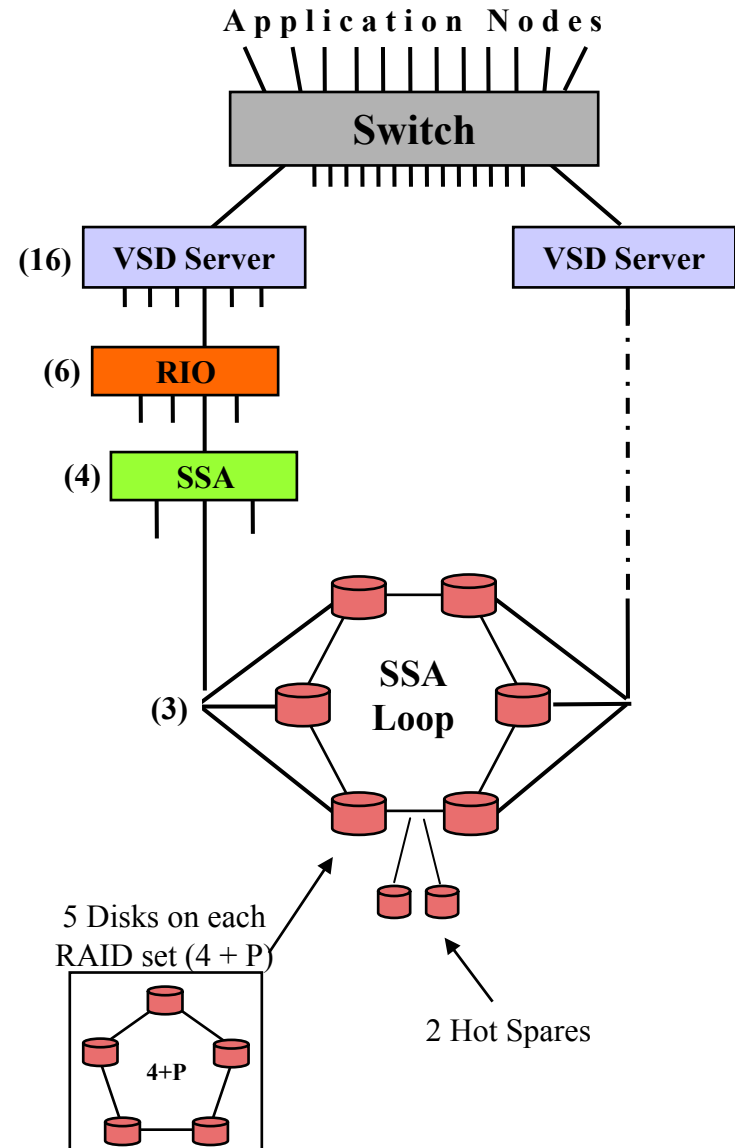 Application Nodes
Switch
(16)
VSD Server
VSD Server
(6)
RIO
(4)
SSA
SSA
Loop
(3)
5 Disks on each
RAID set (4 + P)
2 Hot Spares
4+P